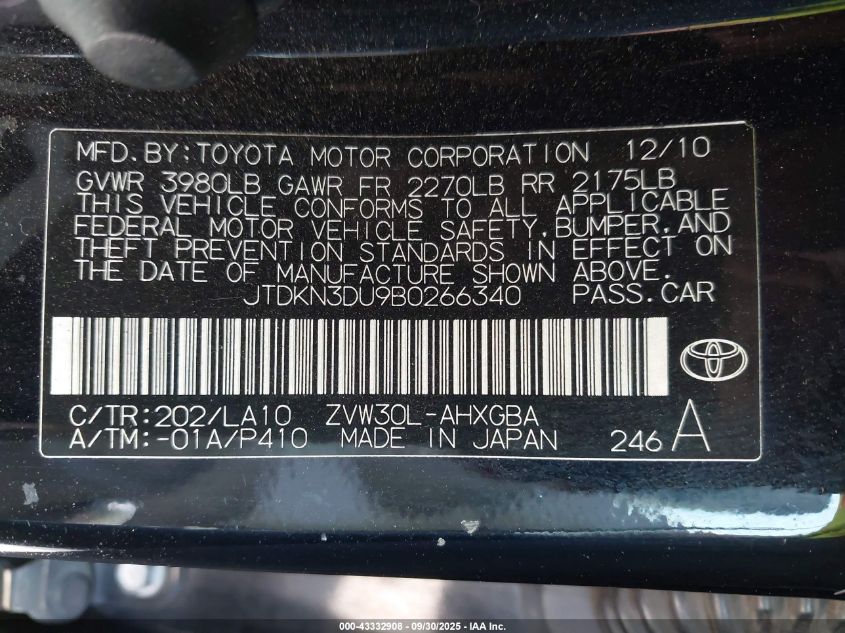 MFD.BY:TOYOTA MOTOR CORPORATION 12/10
GVWR 3980LB GAWR FR 2270LB RR 2175LB
THIS VEHICLE CONFORMS TO ALL APPLICABLE
FEDERAL MOTOR VEHICLE SAFETY,BUMPER,AND
THEFT PREVENTION STANDARDS IN EFFECT ON
THE DATE OF MANUFACTURE SHOWN ABOVE.
JTDKN3DU9B0266340 PASS.CAR
C/TR:202/LA10 ZVW30L-AHXGBA
A/TM:-01A/P410 MADE IN JAPAN 246 A
000-43332908 - 09/30/2025 - IAA Inc.